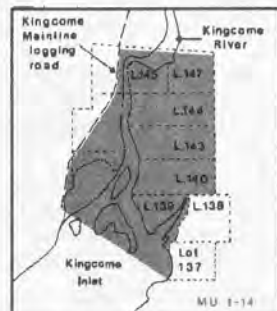 Kingcome
Mainline
logging
road
Kingcome
River
L.145
L.147
L.144
L.143
L.140
L.139
L.138
Lot
137
Kingcome
Inlet
MU 1-14